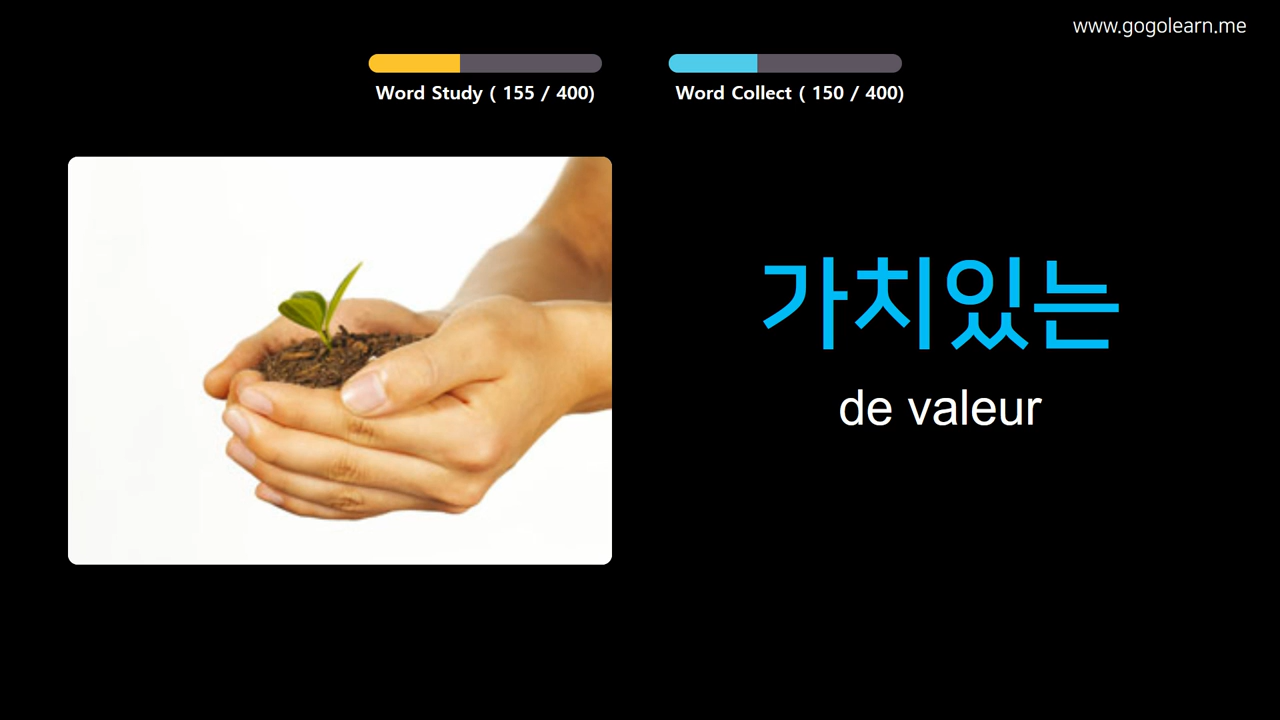 www.gogolearn.me
Word Study ( 155 / 400)
Word Collect ( 150 / 400)
가치있는
de valeur